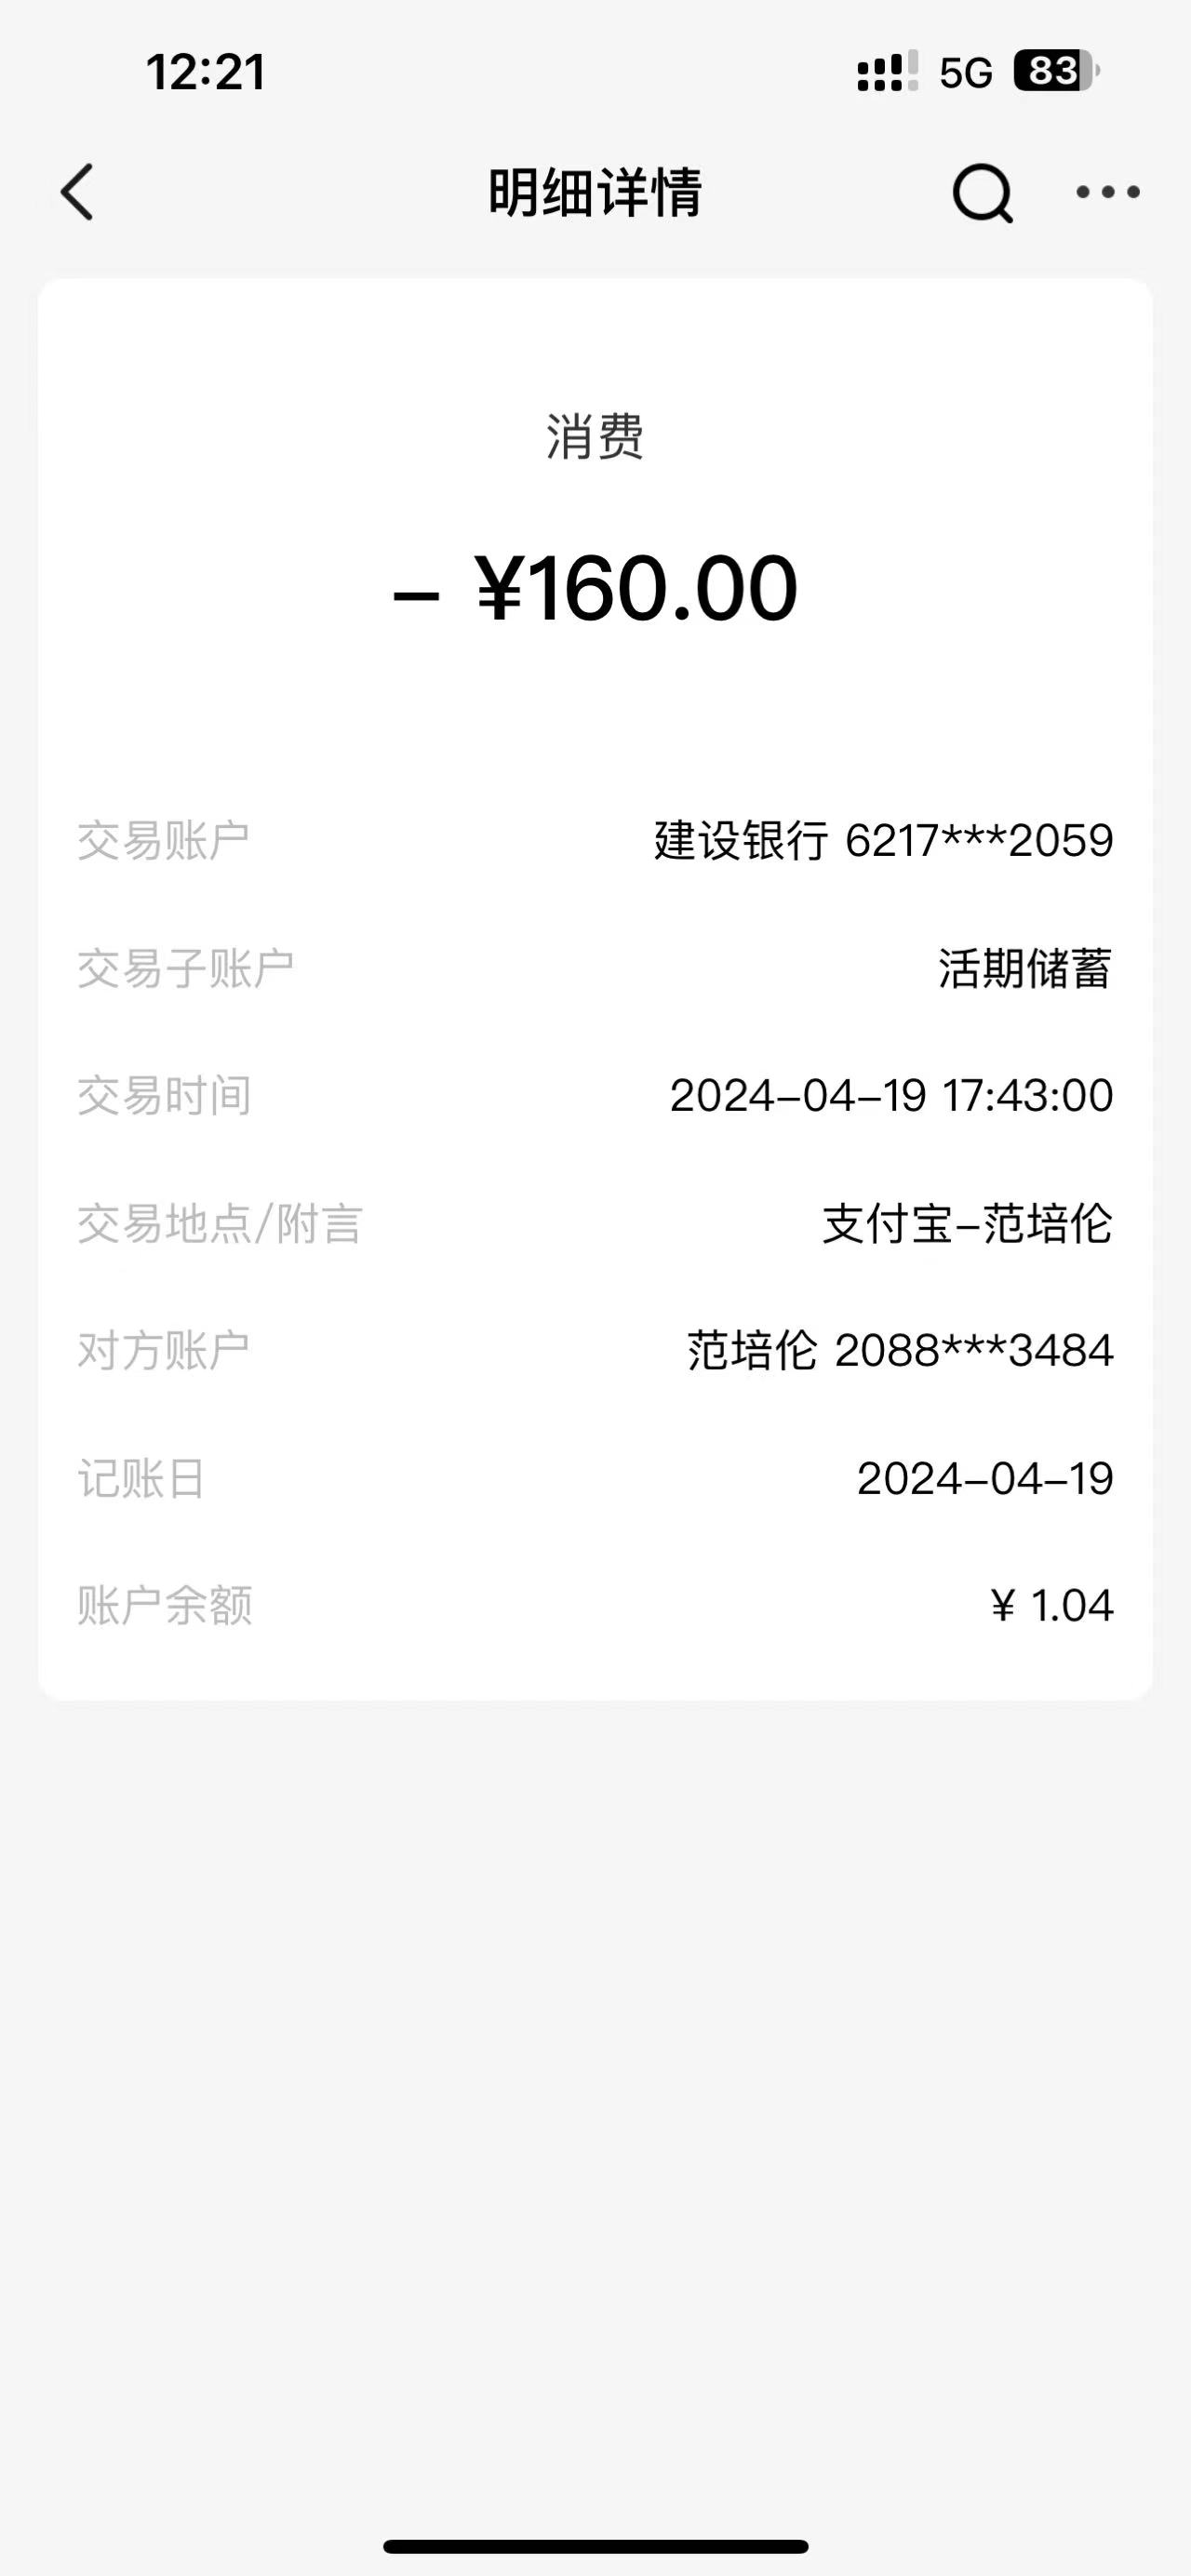 12:21 5G 83
明细详情
消费
– ¥160.00
交易账户 建设银行 6217***2059
交易子账户 活期储蓄
交易时间 2024–04–19 17:43:00
交易地点/附言 支付宝–范培伦
对方账户 范培伦 2088***3484
记账日 2024–04–19
账户余额 ¥ 1.04